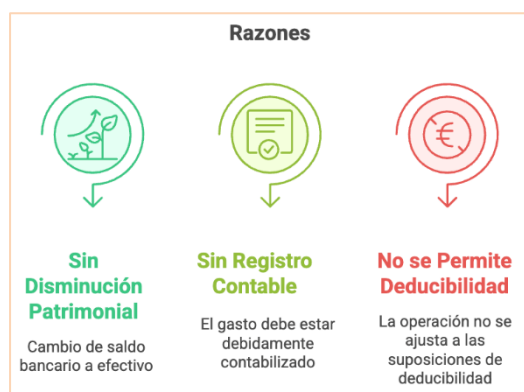 Razones
Sin
Disminución
Patrimonial
Cambio de saldo
bancario a efectivo
Sin Registro
Contable
El gasto debe estar
debidamente
contabilizado
No se Permite
Deducibilidad
La operación no se
ajusta a las
suposiciones de
deducibilidad